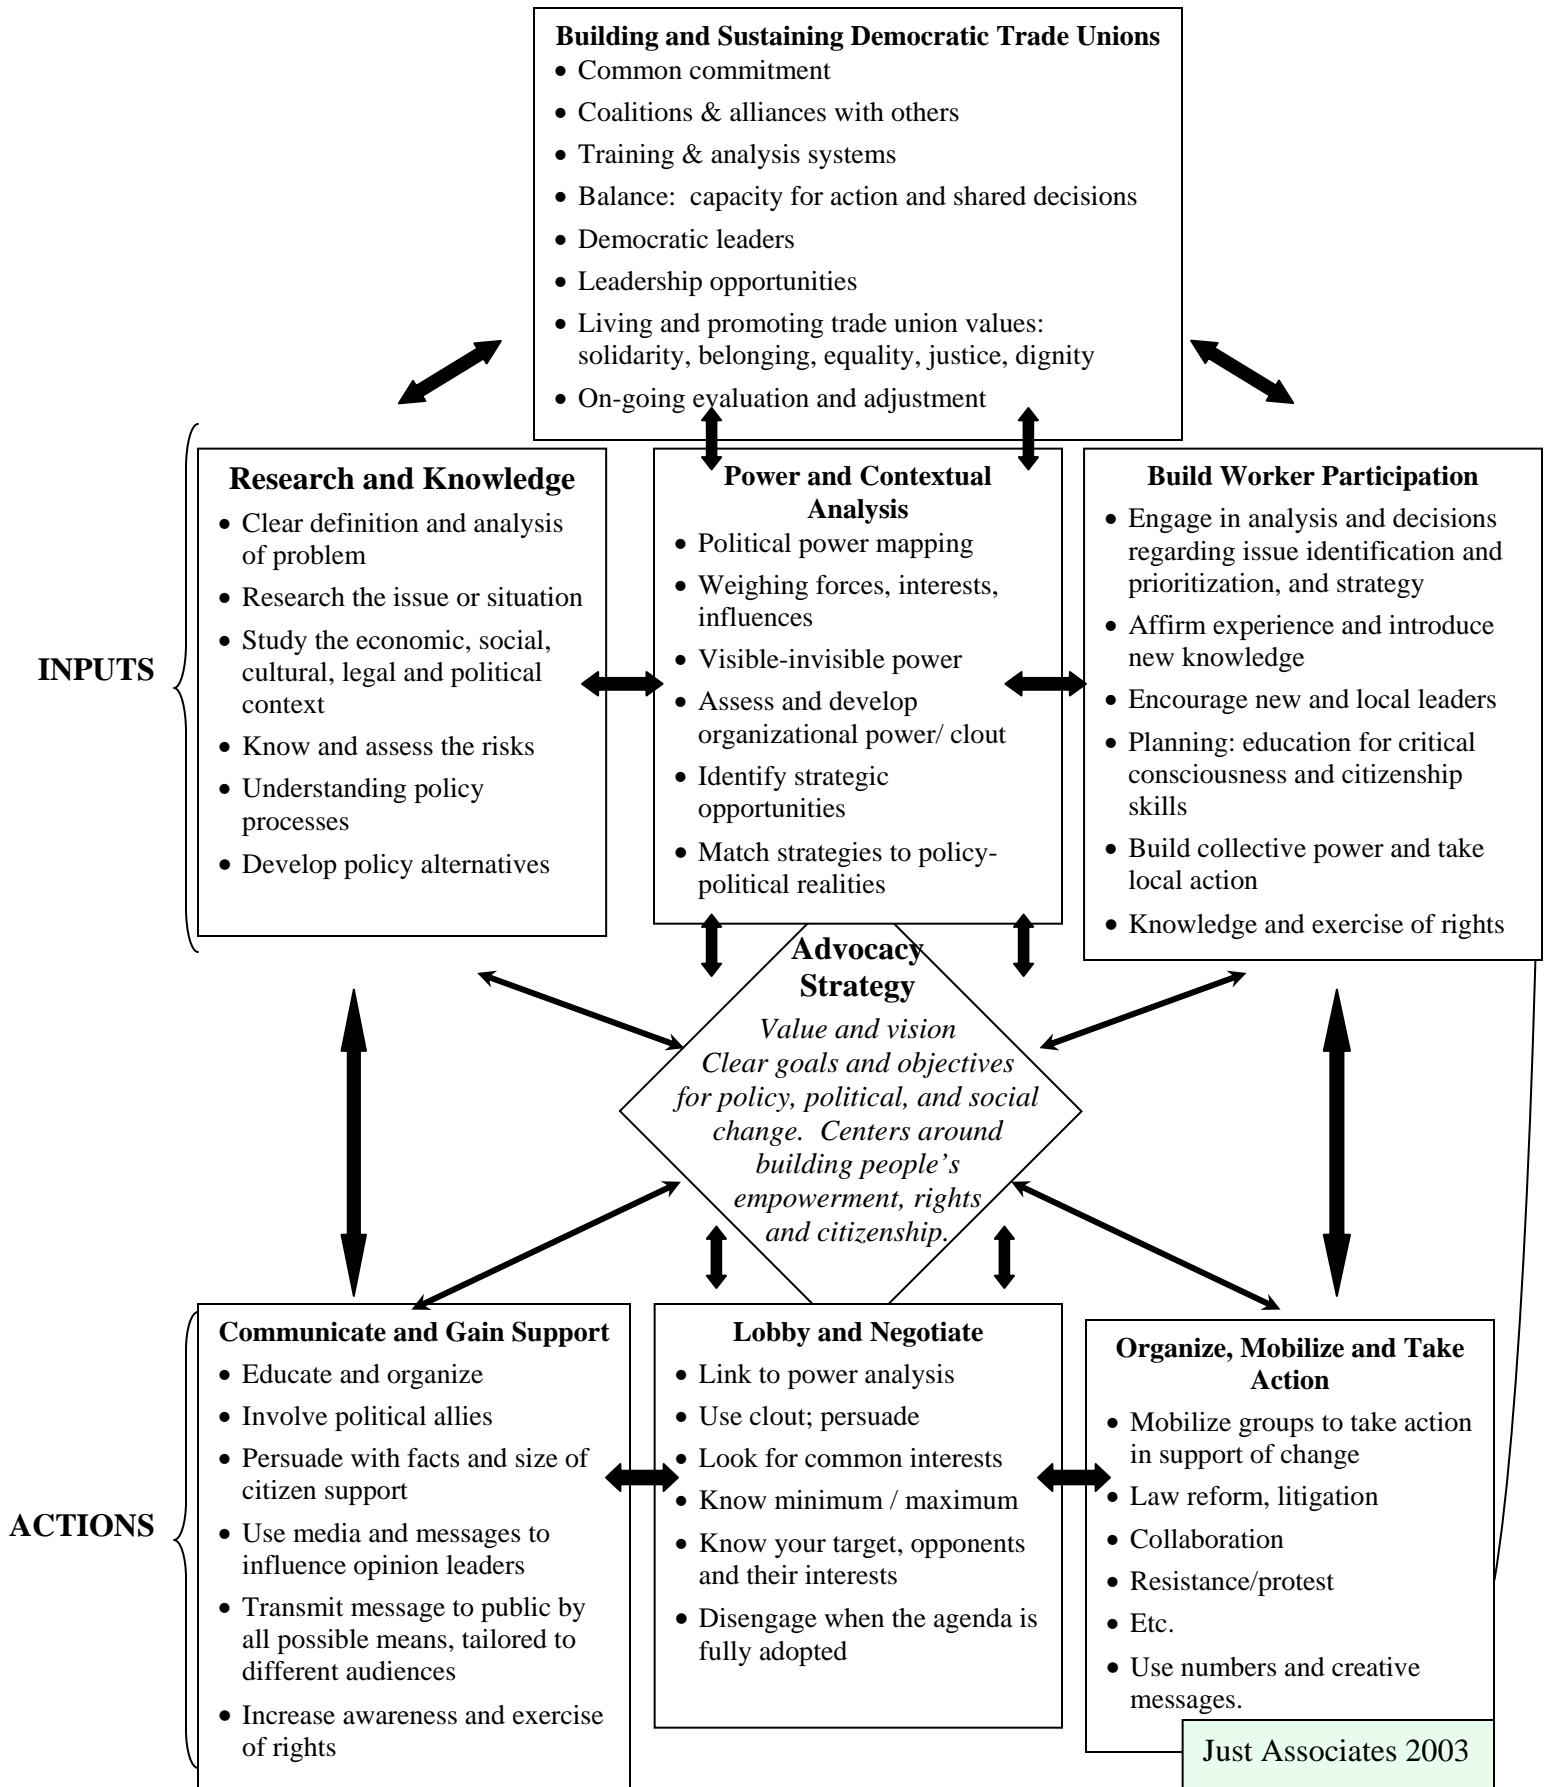 Building and Sustaining Democratic Trade Unions
• Common commitment
• Coalitions & alliances with others
• Training & analysis systems
• Balance:  capacity for action and shared decisions
• Democratic leaders
• Leadership opportunities
• Living and promoting trade union values:
solidarity, belonging, equality, justice, dignity
• On-going evaluation and adjustment
INPUTS
Research and Knowledge
• Clear definition and analysis
of problem
• Research the issue or situation
• Study the economic, social,
cultural, legal and political
context
• Know and assess the risks
• Understanding policy
processes
• Develop policy alternatives
Power and Contextual
Analysis
• Political power mapping
• Weighing forces, interests,
influences
• Visible-invisible power
• Assess and develop
organizational power/ clout
• Identify strategic
opportunities
• Match strategies to policy-
political realities
Build Worker Participation
• Engage in analysis and decisions
regarding issue identification and
prioritization, and strategy
• Affirm experience and introduce
new knowledge
• Encourage new and local leaders
• Planning: education for critical
consciousness and citizenship
skills
• Build collective power and take
local action
• Knowledge and exercise of rights
Advocacy
Strategy
Value and vision
Clear goals and objectives
for policy, political, and social
change.  Centers around
building people’s
empowerment, rights
and citizenship.
ACTIONS
Communicate and Gain Support
• Educate and organize
• Involve political allies
• Persuade with facts and size of
citizen support
• Use media and messages to
influence opinion leaders
• Transmit message to public by
all possible means, tailored to
different audiences
• Increase awareness and exercise
of rights
Lobby and Negotiate
• Link to power analysis
• Use clout; persuade
• Look for common interests
• Know minimum / maximum
• Know your target, opponents
and their interests
• Disengage when the agenda is
fully adopted
Organize, Mobilize and Take
Action
• Mobilize groups to take action
in support of change
• Law reform, litigation
• Collaboration
• Resistance/protest
• Etc.
• Use numbers and creative
messages.
Just Associates 2003